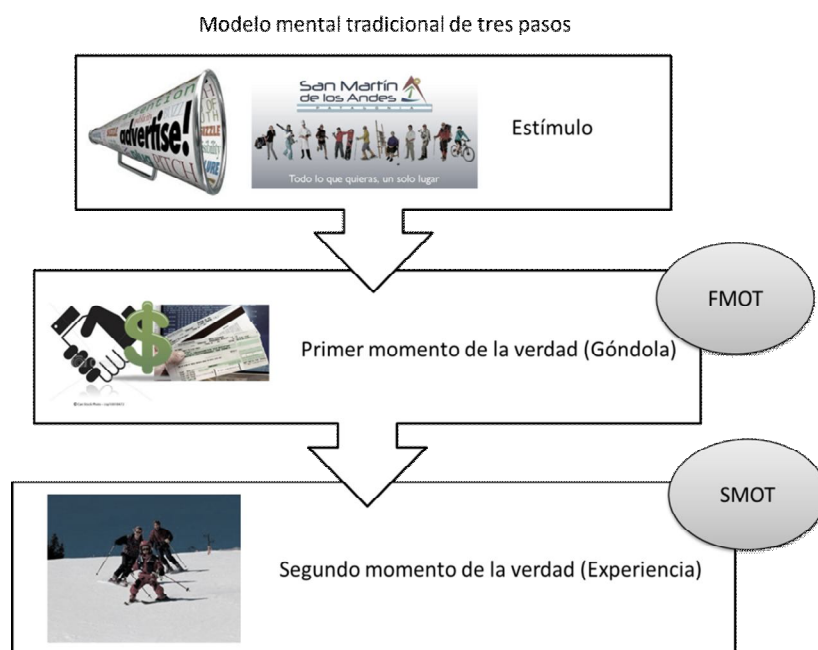 Modelo mental tradicional de tres pasos
advertise!
PITCH
San Martín
de los Andes
Todo lo que quieras, un solo lugar
Estímulo
FMOT
$
Primer momento de la verdad (Góndola)
SMOT
Segundo momento de la verdad (Experiencia)